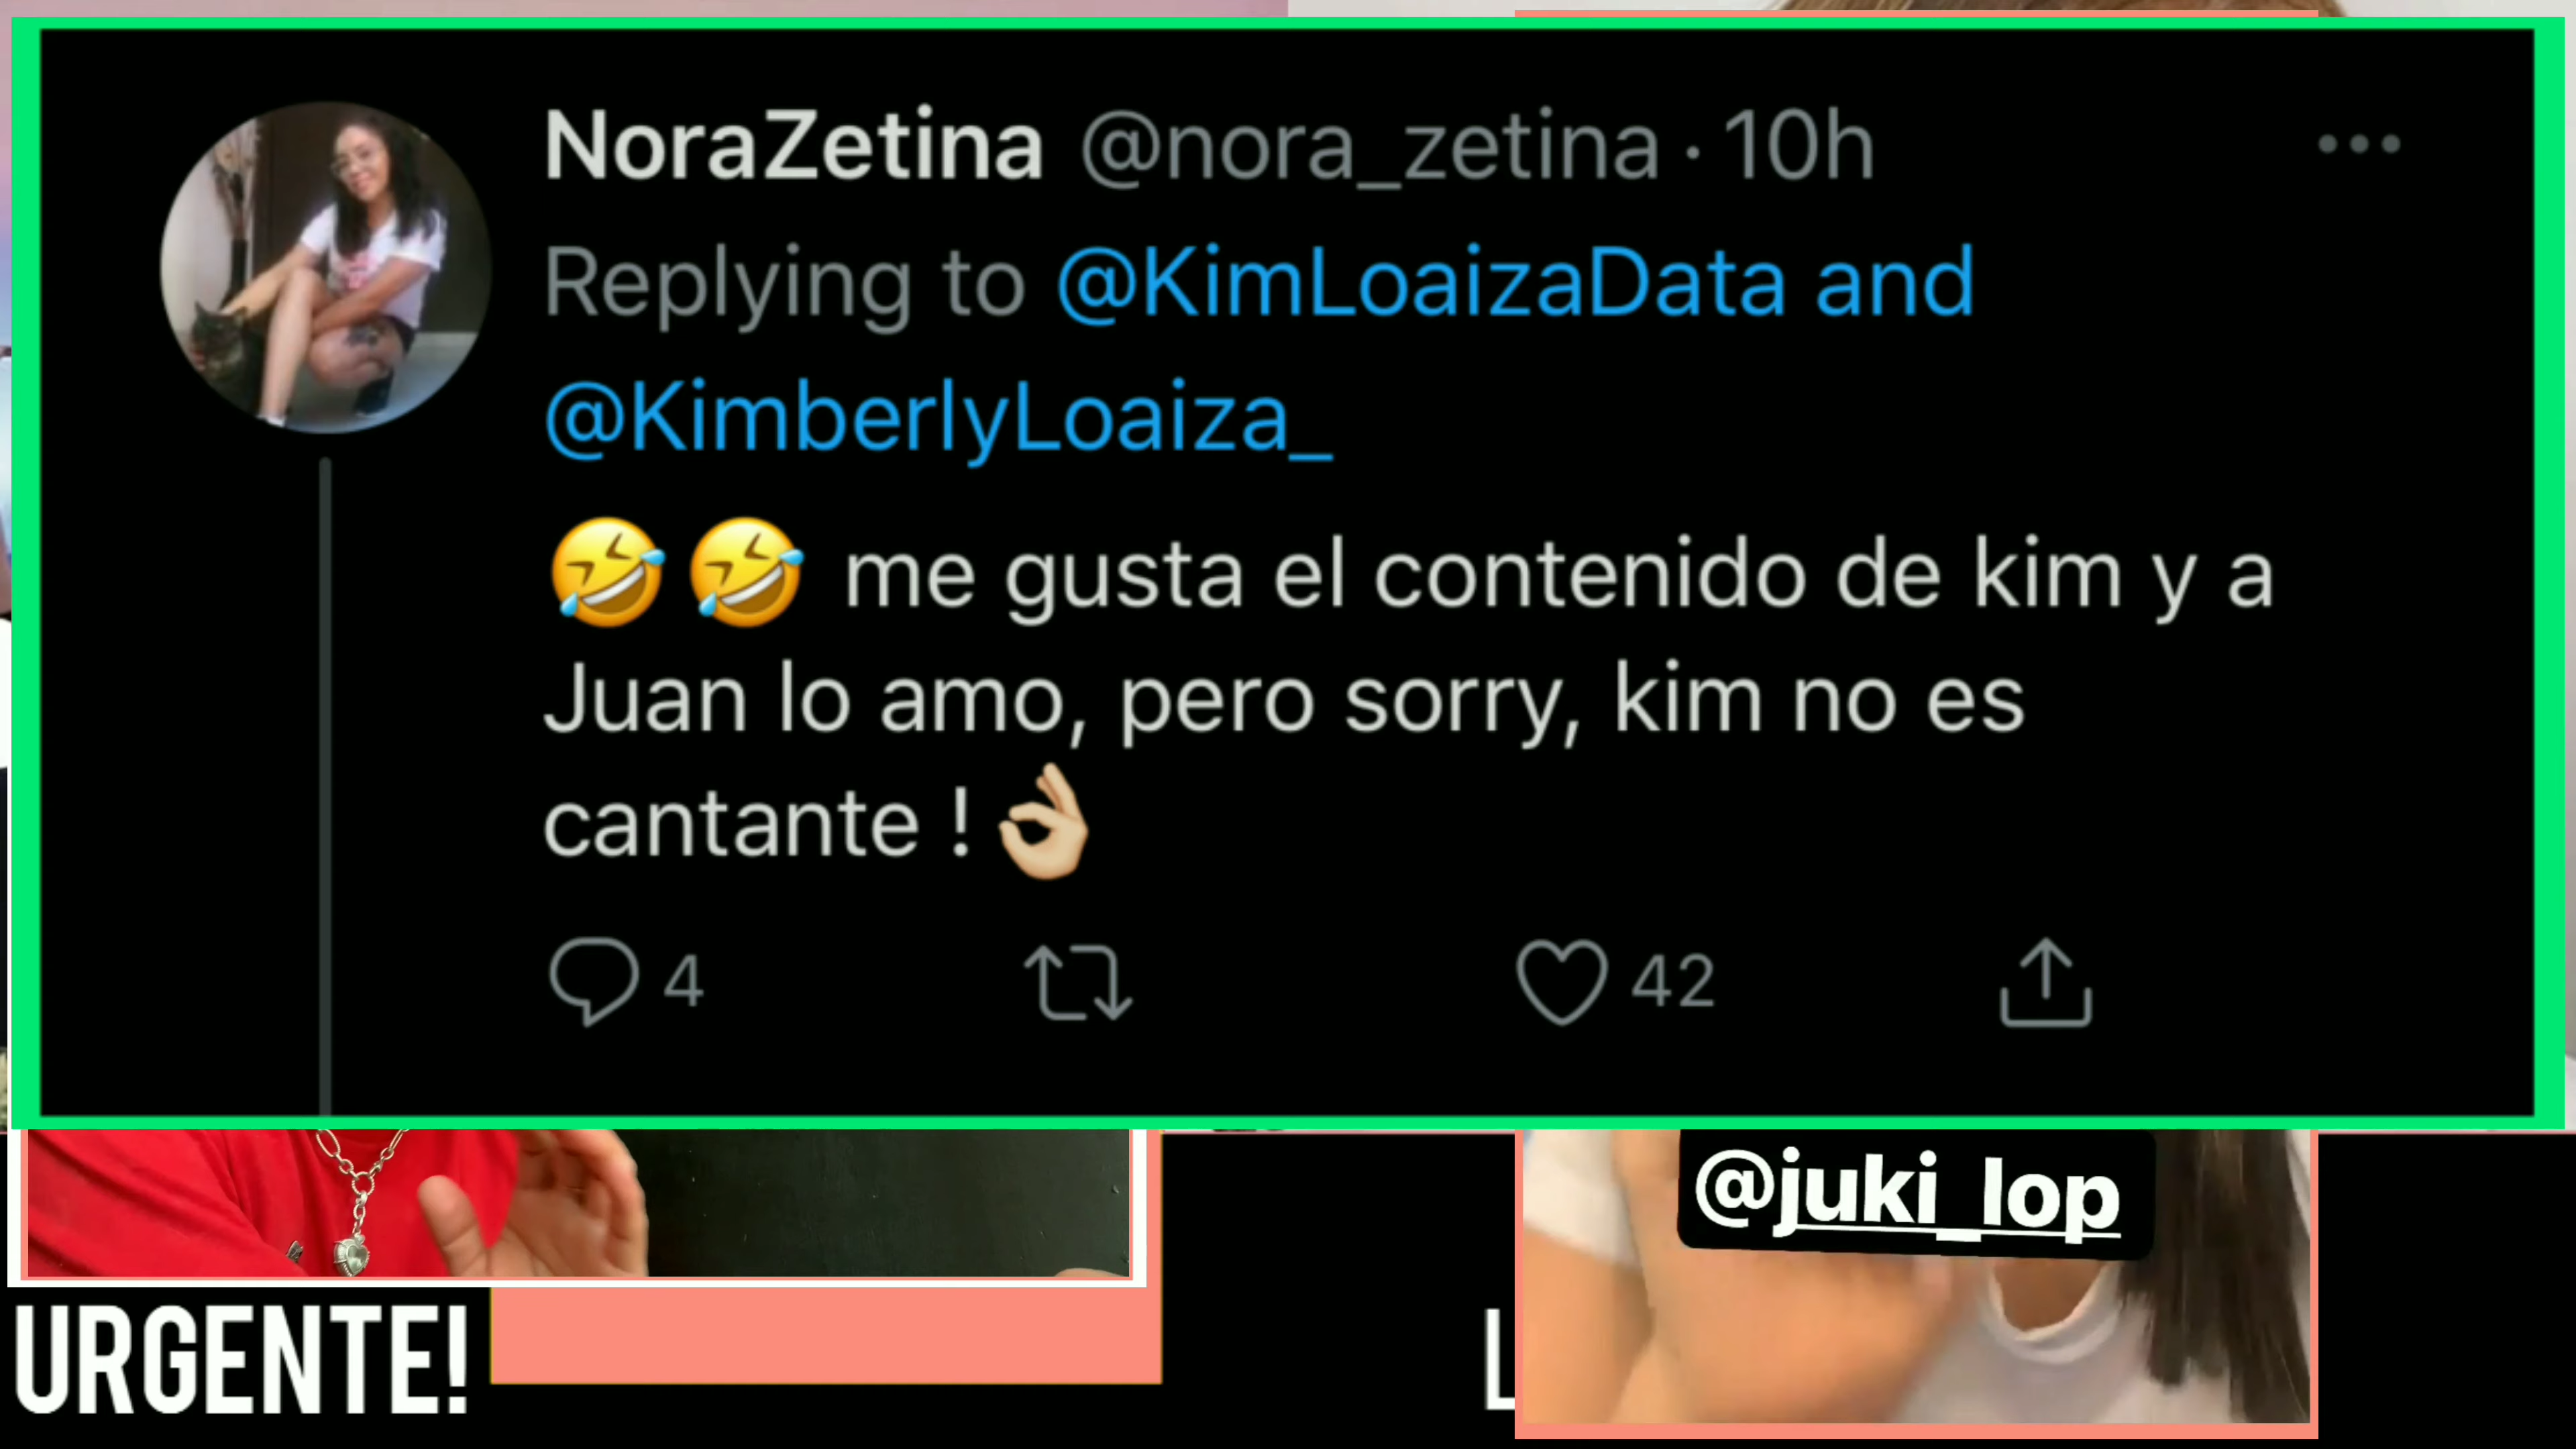 NoraZetina @nora_zetina · 10h
Replying to @KimLoaizaData and
@KimberlyLoaiza_
🤣🤣 me gusta el contenido de kim y a
Juan lo amo, pero sorry, kim no es
cantante ! 👌🏼
4 42
@juki_lop
URGENTE! L